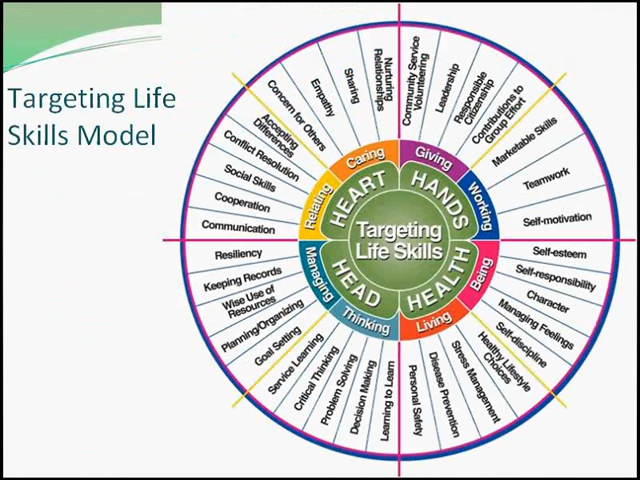 Targeting Life
Skills Model
Targeting
Life Skills
HEART
HANDS
HEALTH
HEAD
Relating
Caring
Giving
Working
Being
Living
Thinking
Managing
Communication
Cooperation
Social Skills
Conflict Resolution
Accepting
Differences
Concern for Others
Empathy
Sharing
Nurturing
Relationships
Community Service
Volunteering
Leadership
Responsible
Citizenship
Contributions to
Group Effort
Marketable Skills
Teamwork
Self-motivation
Self-esteem
Self-responsibility
Character
Managing Feelings
Self-discipline
Healthy Lifestyle
Choices
Stress Management
Disease Prevention
Personal Safety
Learning to Learn
Decision Making
Problem Solving
Critical Thinking
Service Learning
Goal Setting
Planning/Organizing
Wise Use of
Resources
Keeping Records
Resiliency